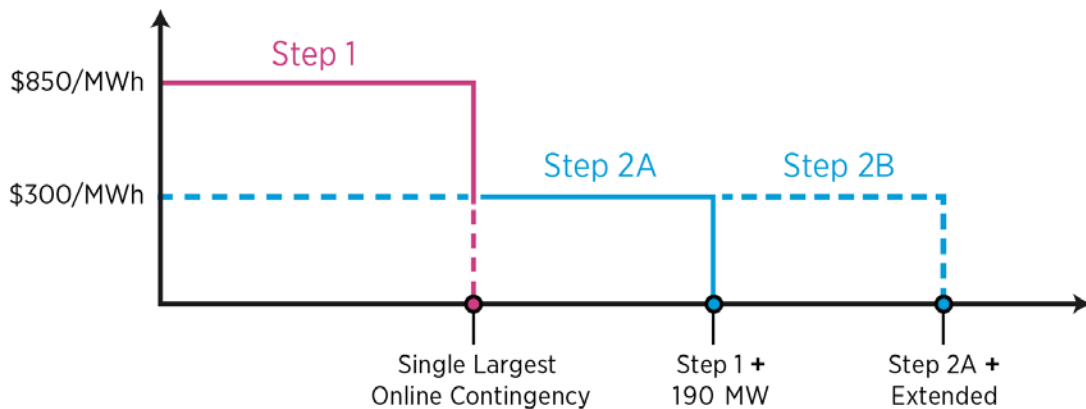 Step 1
$850/MWh
Step 2A
Step 2B
$300/MWh
Single Largest
Online Contingency
Step 1 +
190 MW
Step 2A +
Extended